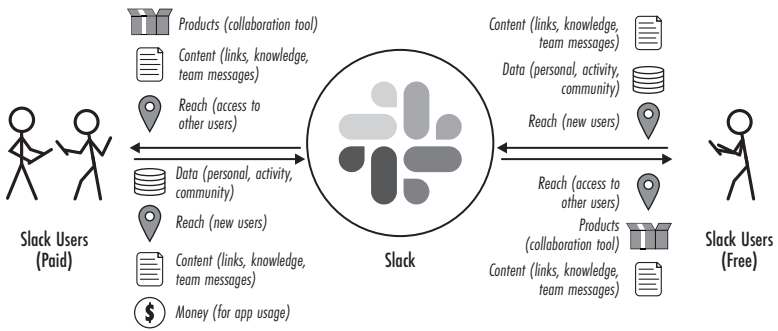 Products (collaboration tool)
Content (links, knowledge,
team messages)
Reach (access to
other users)
Data (personal, activity,
community)
Reach (new users)
Content (links, knowledge,
team messages)
$ Money (for app usage)
Slack Users
(Paid)
Slack
Content (links, knowledge,
team messages)
Data (personal, activity,
community)
Reach (new users)
Reach (access to
other users)
Products
(collaboration tool)
Content (links, knowledge,
team messages)
Slack Users
(Free)